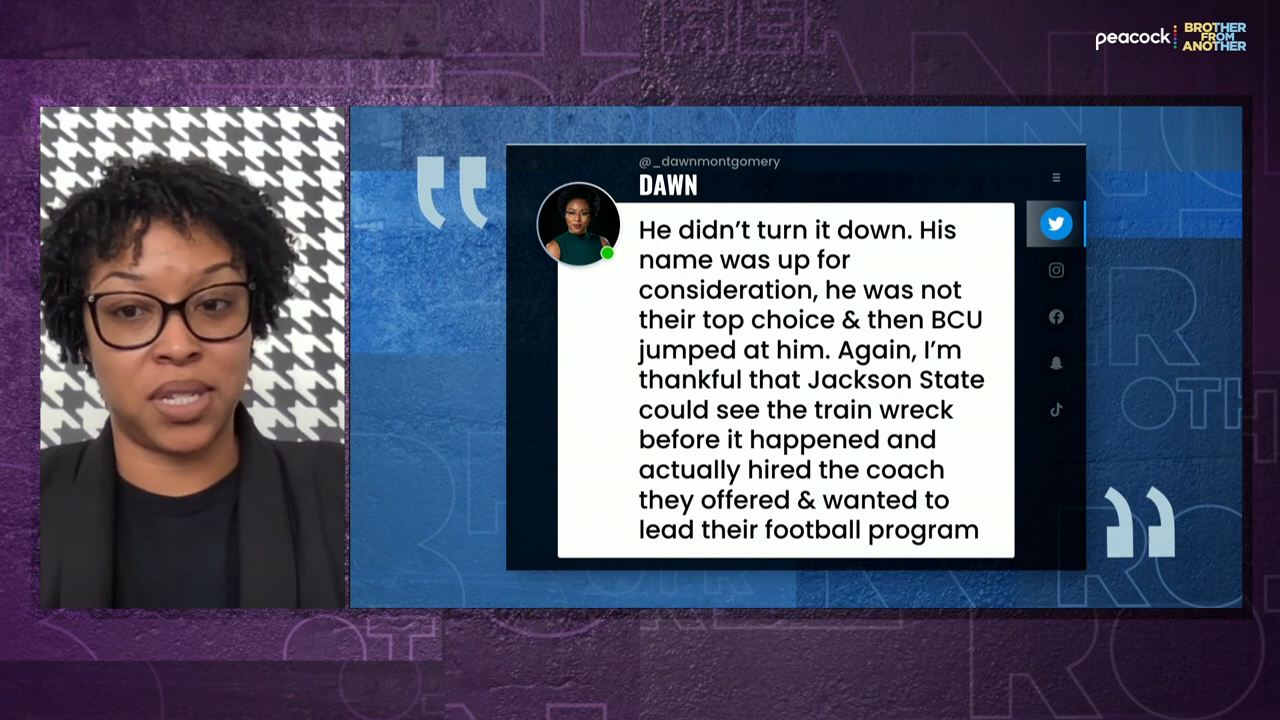 peacock
BROTHER
FROM
ANOTHER
@_dawnmontgomery
DAWN
He didn’t turn it down. His
name was up for
consideration, he was not
their top choice & then BCU
jumped at him. Again, I’m
thankful that Jackson State
could see the train wreck
before it happened and
actually hired the coach
they offered & wanted to
lead their football program